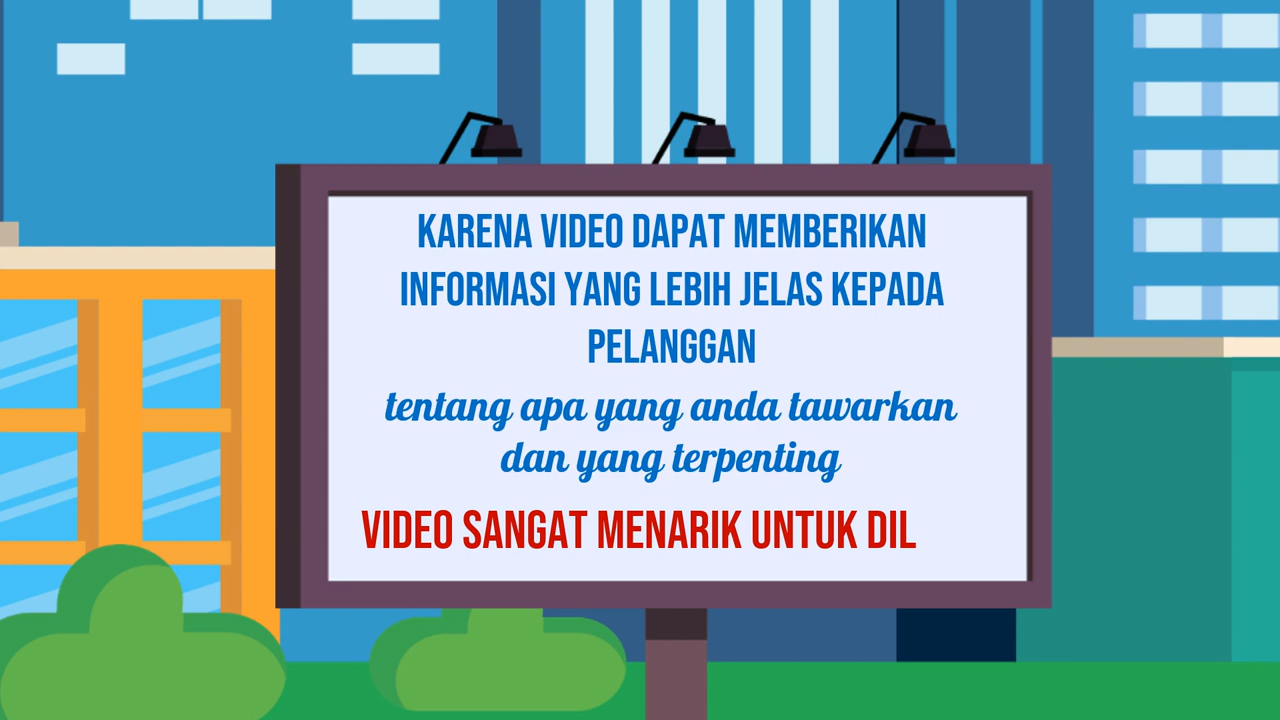 KARENA VIDEO DAPAT MEMBERIKAN
INFORMASI YANG LEBIH JELAS KEPADA
PELANGGAN
tentang apa yang anda tawarkan
dan yang terpenting
VIDEO SANGAT MENARIK UNTUK DIL